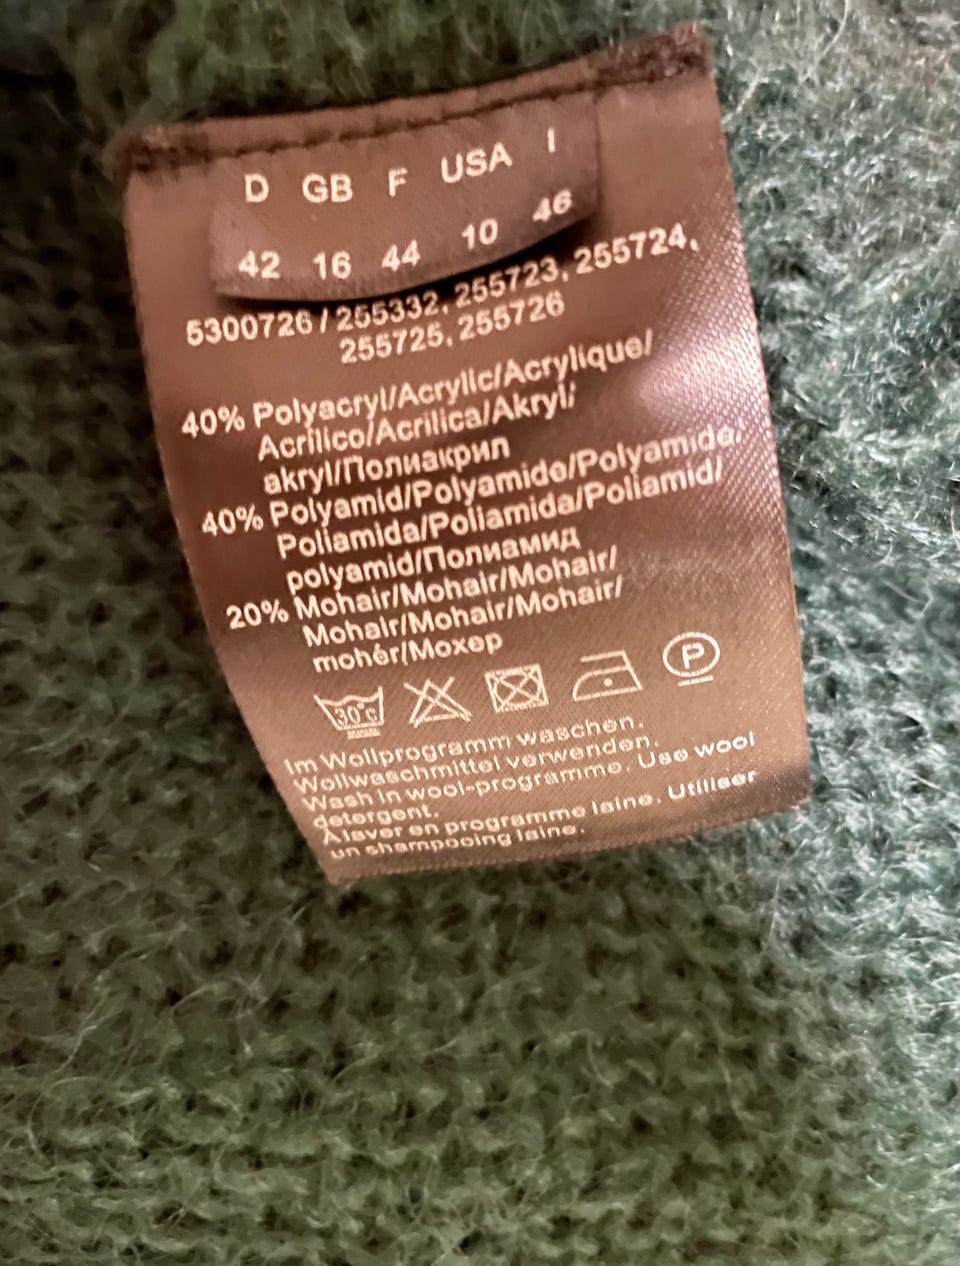 D GB F USA I
42 16 44 10 46
5300726 / 255332, 255723, 255724,
255725, 255726
40% Polyacryl/Acrylic/Acrylique/
Acrílico/Acrílica/Akryl/
akryl/Полиакрил
40% Polyamid/Polyamide/Polyamide,
Poliamida/Poliamida/Poliamid/
polyamid/Полиамид
20% Mohair/Mohair/Mohair/
Mohair/Mohair/Mohair/
mohér/Мохер
30°C P
Im Wollprogramm waschen.
Wollwaschmittel verwenden.
Wash in wool-programme. Use wool
detergent.
A laver en programme laine. Utiliser
un shampooing laine.